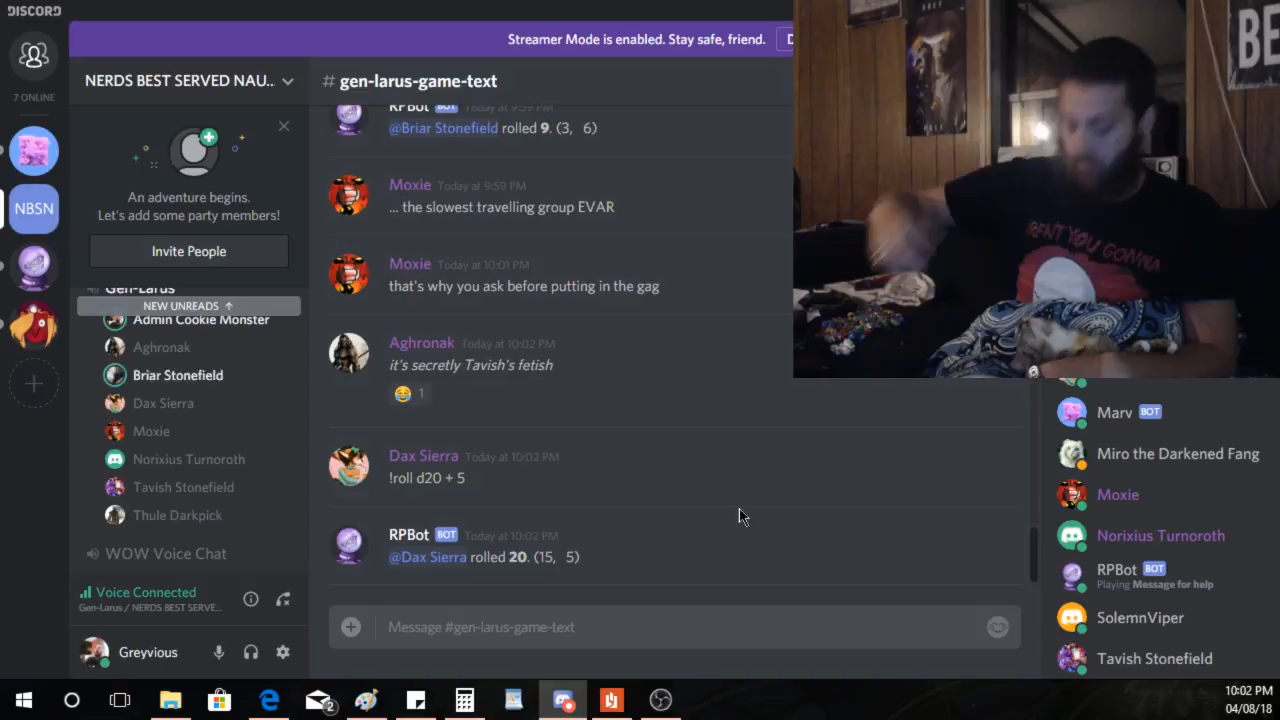 DISCORD
7 ONLINE
NBSN
NERDS BEST SERVED NAU...
An adventure begins.
Let's add some party members!
Invite People
Gen-Larus
NEW UNREADS ↑
Admin Cookie Monster
Aghronak
Briar Stonefield
Dax Sierra
Moxie
Norixius Turnoroth
Tavish Stonefield
Thule Darkpick
WOW Voice Chat
Voice Connected
Gen-Larus / NERDS BEST SERVE...
Greyvious
Streamer Mode is enabled. Stay safe, friend.
D
# gen-larus-game-text
RPBot BOT Today at 9:59 PM
@Briar Stonefield rolled 9. (3, 6)
Moxie Today at 9:59 PM
... the slowest travelling group EVAR
Moxie Today at 10:01 PM
that's why you ask before putting in the gag
Aghronak Today at 10:02 PM
it's secretly Tavish's fetish
😂 1
Dax Sierra Today at 10:02 PM
!roll d20 + 5
RPBot BOT Today at 10:02 PM
@Dax Sierra rolled 20. (15, 5)
Message #gen-larus-game-text
BE
Marv BOT
Miro the Darkened Fang
Moxie
Norixius Turnoroth
RPBot BOT
Playing Message for help
SolemnViper
Tavish Stonefield
2
10:02 PM
04/08/18